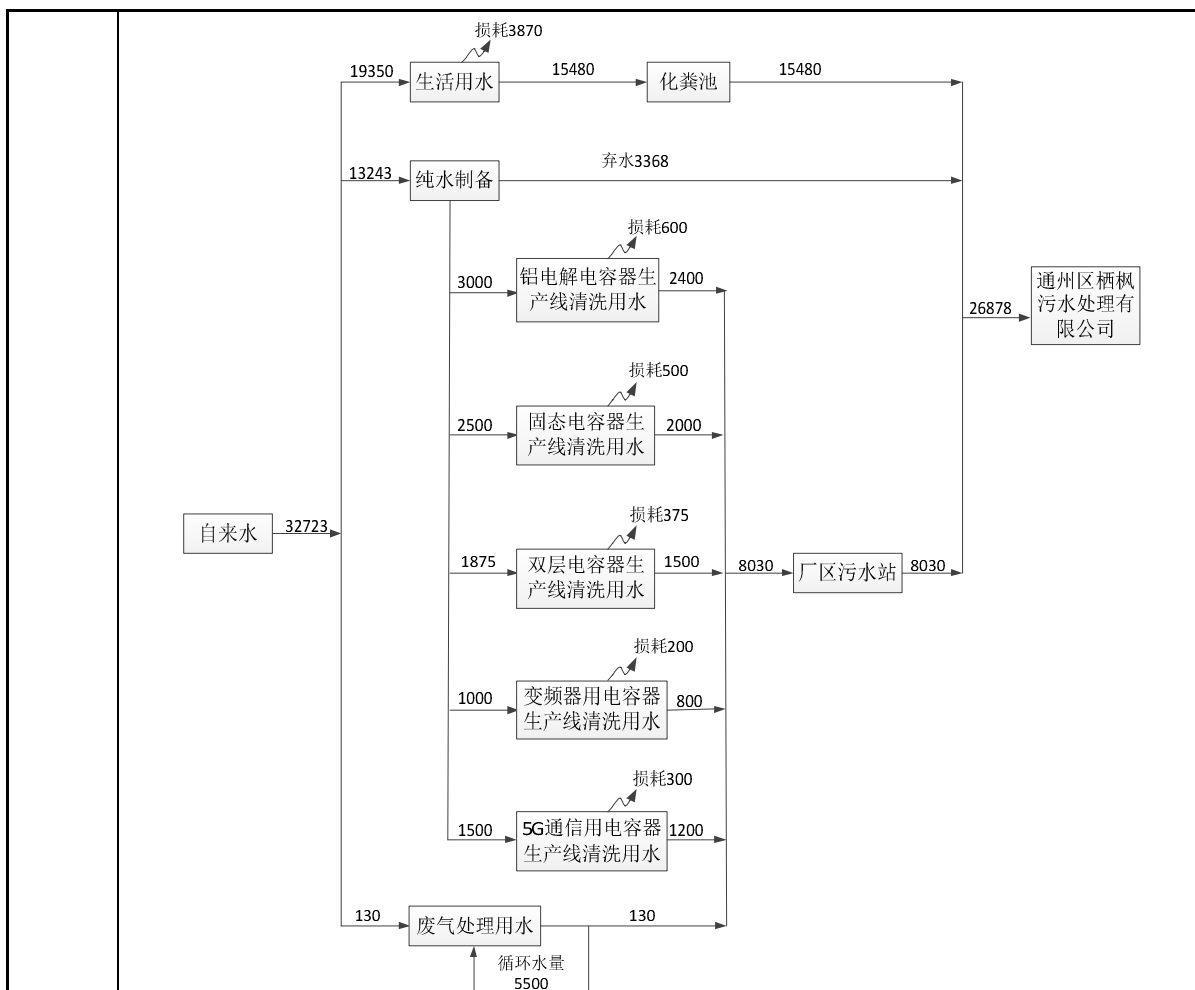 损耗3870
19350
生活用水
15480
化粪池
15480
13243
纯水制备
弃水3368
损耗600
3000
铝电解电容器生
产线清洗用水
2400
通州区栖枫
污水处理有
限公司
26878
损耗500
2500
固态电容器生
产线清洗用水
2000
自来水
32723
损耗375
1875
双层电容器生
产线清洗用水
1500
8030
厂区污水站
8030
损耗200
1000
变频器用电容器
生产线清洗用水
800
损耗300
1500
5G通信用电容器
生产线清洗用水
1200
130
废气处理用水
130
循环水量
5500